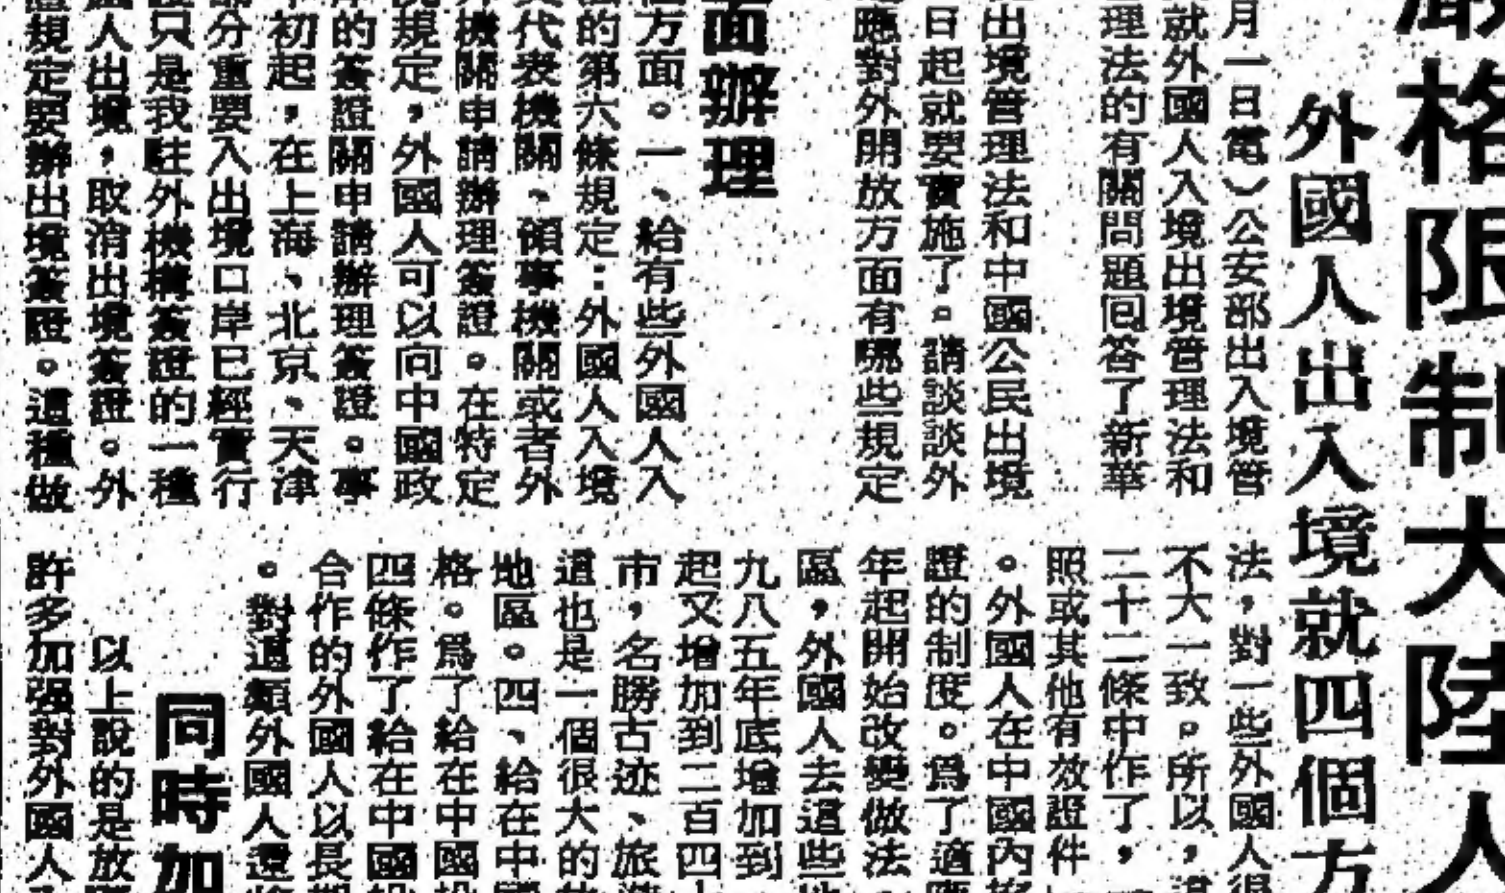 嚴格限制大陸人
外國人出入境就四個方
月一日電）公安部出入境管
就外國人入境出境管理法和
理法的有關問題回答了新華
出境管理法和中國公民出境
日起就要實施了。請談談外
應對外開放方面有哪些規定
面辦理
方面。一、給有些外國人入
的第六條規定：外國人入境
代表機關、領事機關或者外
機關申請辦理簽證。在特定
規定，外國人可以向中國政
的簽證關申請辦理簽證。事
初起，在上海、北京、天津
分重要入出境口岸已經實行
只是我駐外機構簽證的一種
人出境，取消出境簽證。外
規定要辦出境簽證。這種做
法，對一些外國人很
不大一致。所以，
二十二條中作了，
照或其他有效證件
。外國人在中國內旅
證的制度。爲了適應
年起開始改變做法，
區，外國人去這些地
九八五年底增加到
起又增加到二百四十
市，名勝古迹、旅遊
這也是一個很大的
地區。四、給在中國
格。爲了給在中國投
四條作了給在中國投
合作的外國人以長期
。對這類外國人還
同時加
以上說的是放
許多加强對外國人